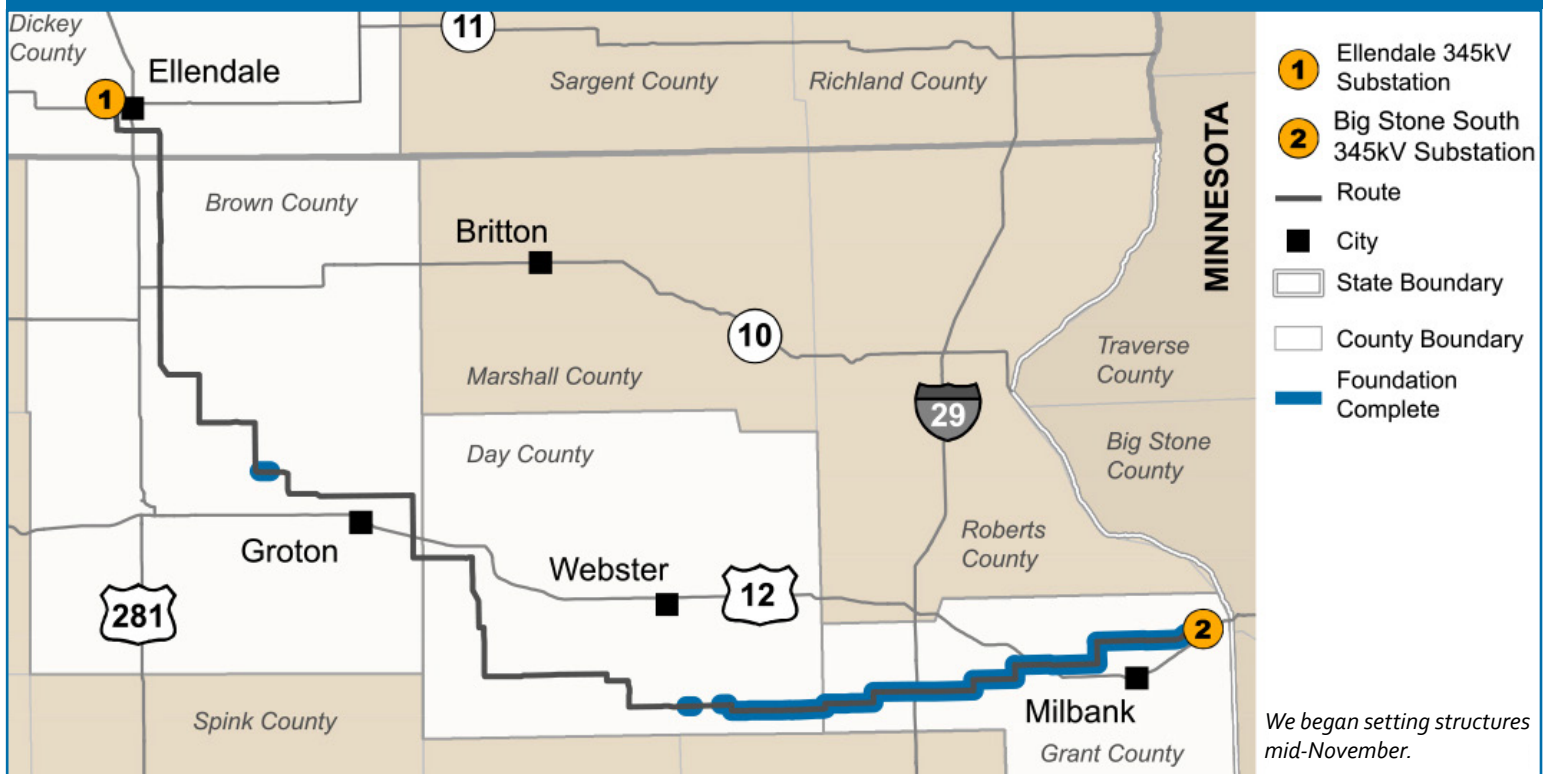 Dickey
County
11
Ellendale
1
Sargent County
Richland County
MINNESOTA
Brown County
Britton
10
Marshall County
Traverse
County
29
Day County
Big Stone
County
Groton
Roberts
County
Webster
12
281
2
Spink County
Milbank
Grant County
1
Ellendale 345kV
Substation
2
Big Stone South
345kV Substation
Route
City
State Boundary
County Boundary
Foundation
Complete
We began setting structures
mid-November.